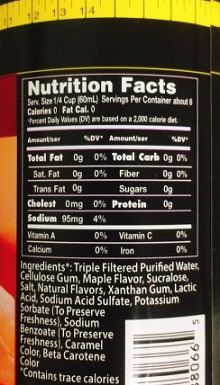 12 13 14
Nutrition Facts
Serv. Size 1/4 Cup (60mL) Servings Per Container about 6
Calories 0 Fat Cal. 0
*Percent Daily Values (DV) are based on a 2,000 calorie diet.
Amount/ser %DV* Amount/ser %DV*
Total Fat 0g 0% Total Carb 0g 0%
Sat. Fat 0g 0% Fiber 0g 0%
Trans Fat 0g Sugars 0g
Cholest 0mg 0% Protein 0g
Sodium 95mg 4%
Vitamin A 0% Vitamin C 0%
Calcium 0% Iron 0%
Ingredients*: Triple Filtered Purified Water,
Cellulose Gum, Maple Flavor, Sucralose,
Salt, Natural Flavors, Xanthan Gum, Lactic
Acid, Sodium Acid Sulfate, Potassium
Sorbate (To Preserve
Freshness), Sodium
Benzoate (To Preserve
Freshness), Caramel
Color, Beta Carotene
Color
*Contains trace calories